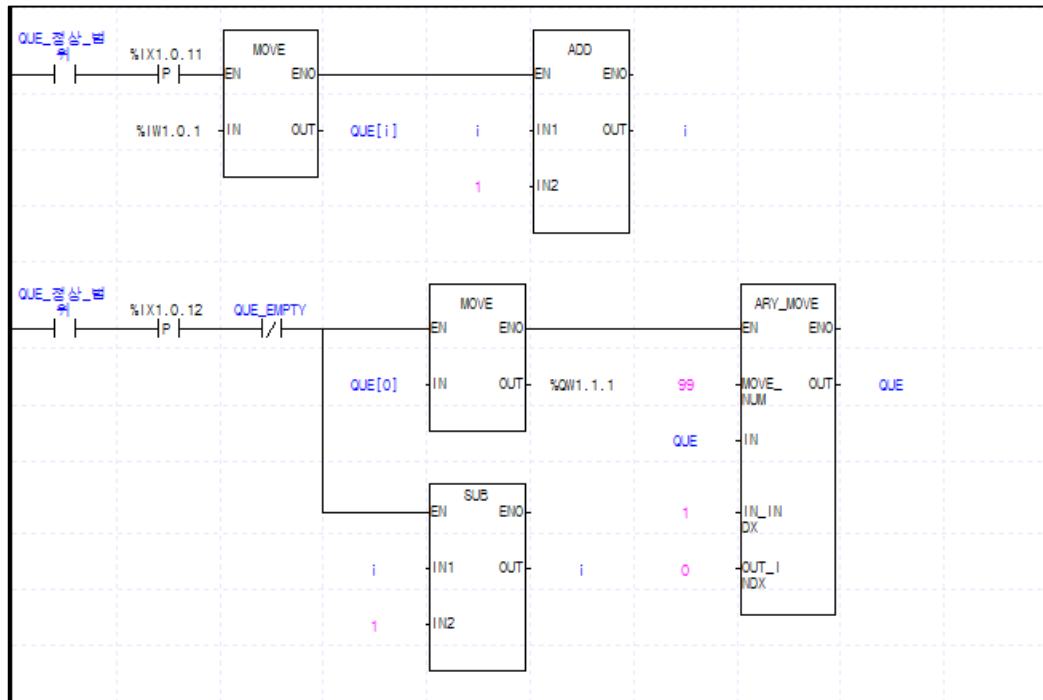 QUE_정상_범
위
%IX1.0.11
P
MOVE
EN ENO
%IW1.0.1 IN OUT QUE[i]
ADD
EN ENO
i IN1 OUT i
1 IN2
QUE_정상_범
위
%IX1.0.12
P
QUE_EMPTY
MOVE
EN ENO
QUE[0] IN OUT %QW1.1.1
ARY_MOVE
EN ENO
99 MOVE_ OUT QUE
NUM
QUE IN
1 IN_IN
DX
0 OUT_I
NDX
SUB
EN ENO
i IN1 OUT i
1 IN2